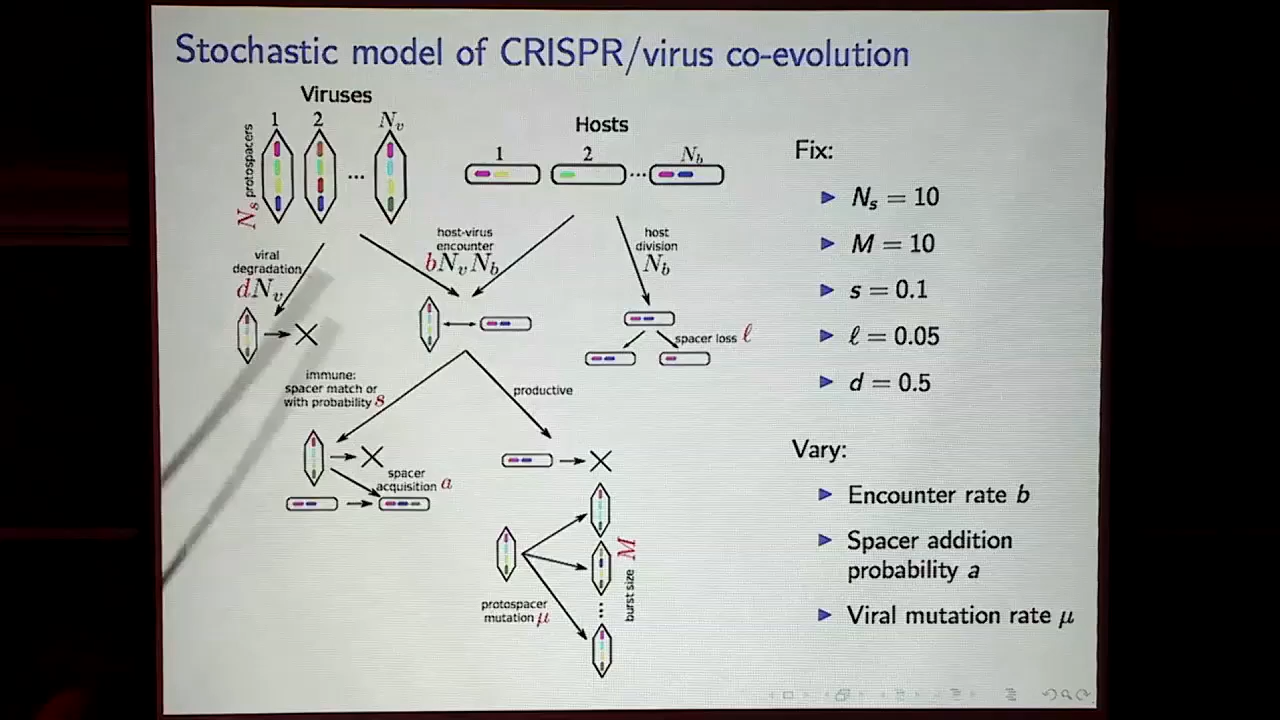 Stochastic model of CRISPR/virus co-evolution
Viruses
1 2 N_v
N_s protospacers
...
Hosts
1 2 N_b
...
viral
degradation
dN_v
host-virus
encounter
bN_vN_b
host
division
N_b
spacer loss ℓ
immune:
spacer match or
with probability s
productive
spacer
acquisition a
protospacer
mutation μ
burst size M
...
Fix:
N_s = 10
M = 10
s = 0.1
ℓ = 0.05
d = 0.5
Vary:
Encounter rate b
Spacer addition
probability a
Viral mutation rate μ